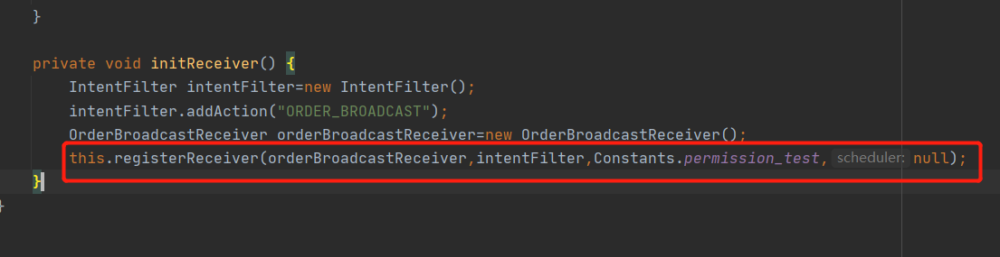 }
private void initReceiver() {
IntentFilter intentFilter=new IntentFilter();
intentFilter.addAction("ORDER_BROADCAST");
OrderBroadcastReceiver orderBroadcastReceiver=new OrderBroadcastReceiver();
this.registerReceiver(orderBroadcastReceiver,intentFilter,Constants.permission_test, scheduler: null);
}
}